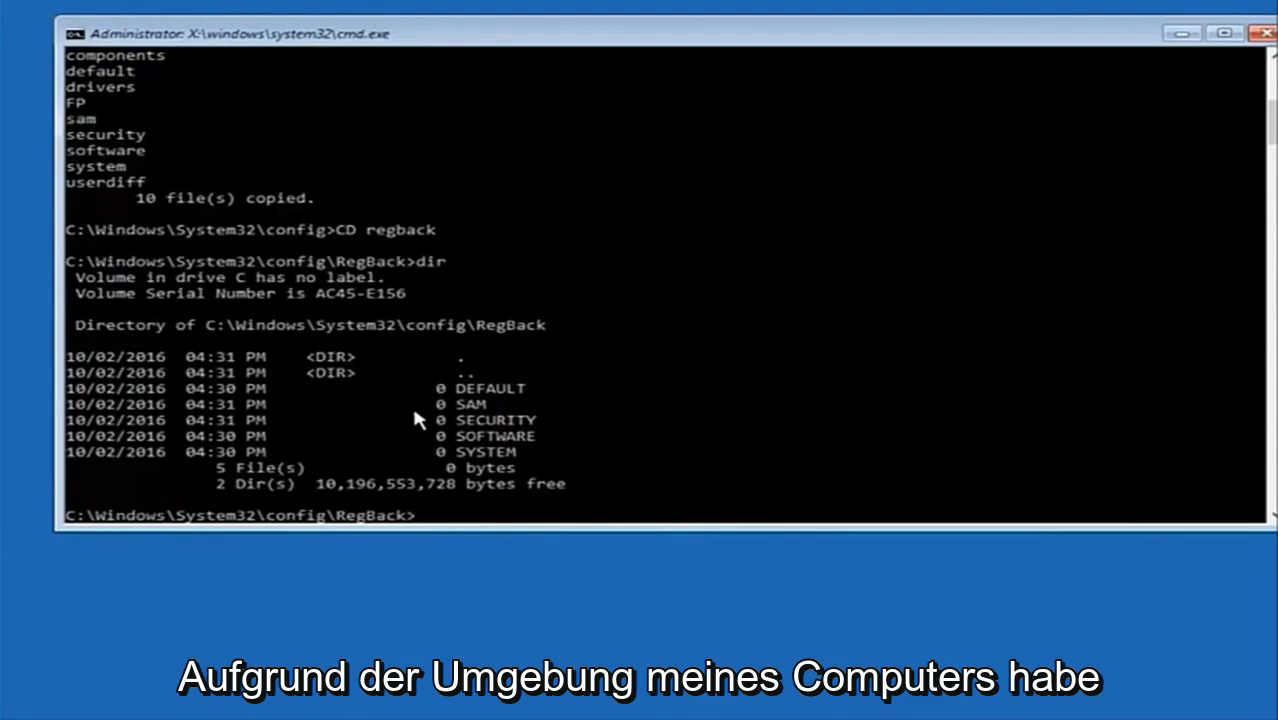 Administrator: X:\windows\system32\cmd.exe
components
default
drivers
FP
sam
security
software
system
userdiff
10 file(s) copied.
C:\Windows\System32\config>CD regback
C:\Windows\System32\config\RegBack>dir
Volume in drive C has no label.
Volume Serial Number is AC45-E156
Directory of C:\Windows\System32\config\RegBack
10/02/2016 04:31 PM <DIR> .
10/02/2016 04:31 PM <DIR> ..
10/02/2016 04:30 PM 0 DEFAULT
10/02/2016 04:31 PM 0 SAM
10/02/2016 04:31 PM 0 SECURITY
10/02/2016 04:30 PM 0 SOFTWARE
10/02/2016 04:30 PM 0 SYSTEM
5 File(s) 0 bytes
2 Dir(s) 10,196,553,728 bytes free
C:\Windows\System32\config\RegBack>
Aufgrund der Umgebung meines Computers habe